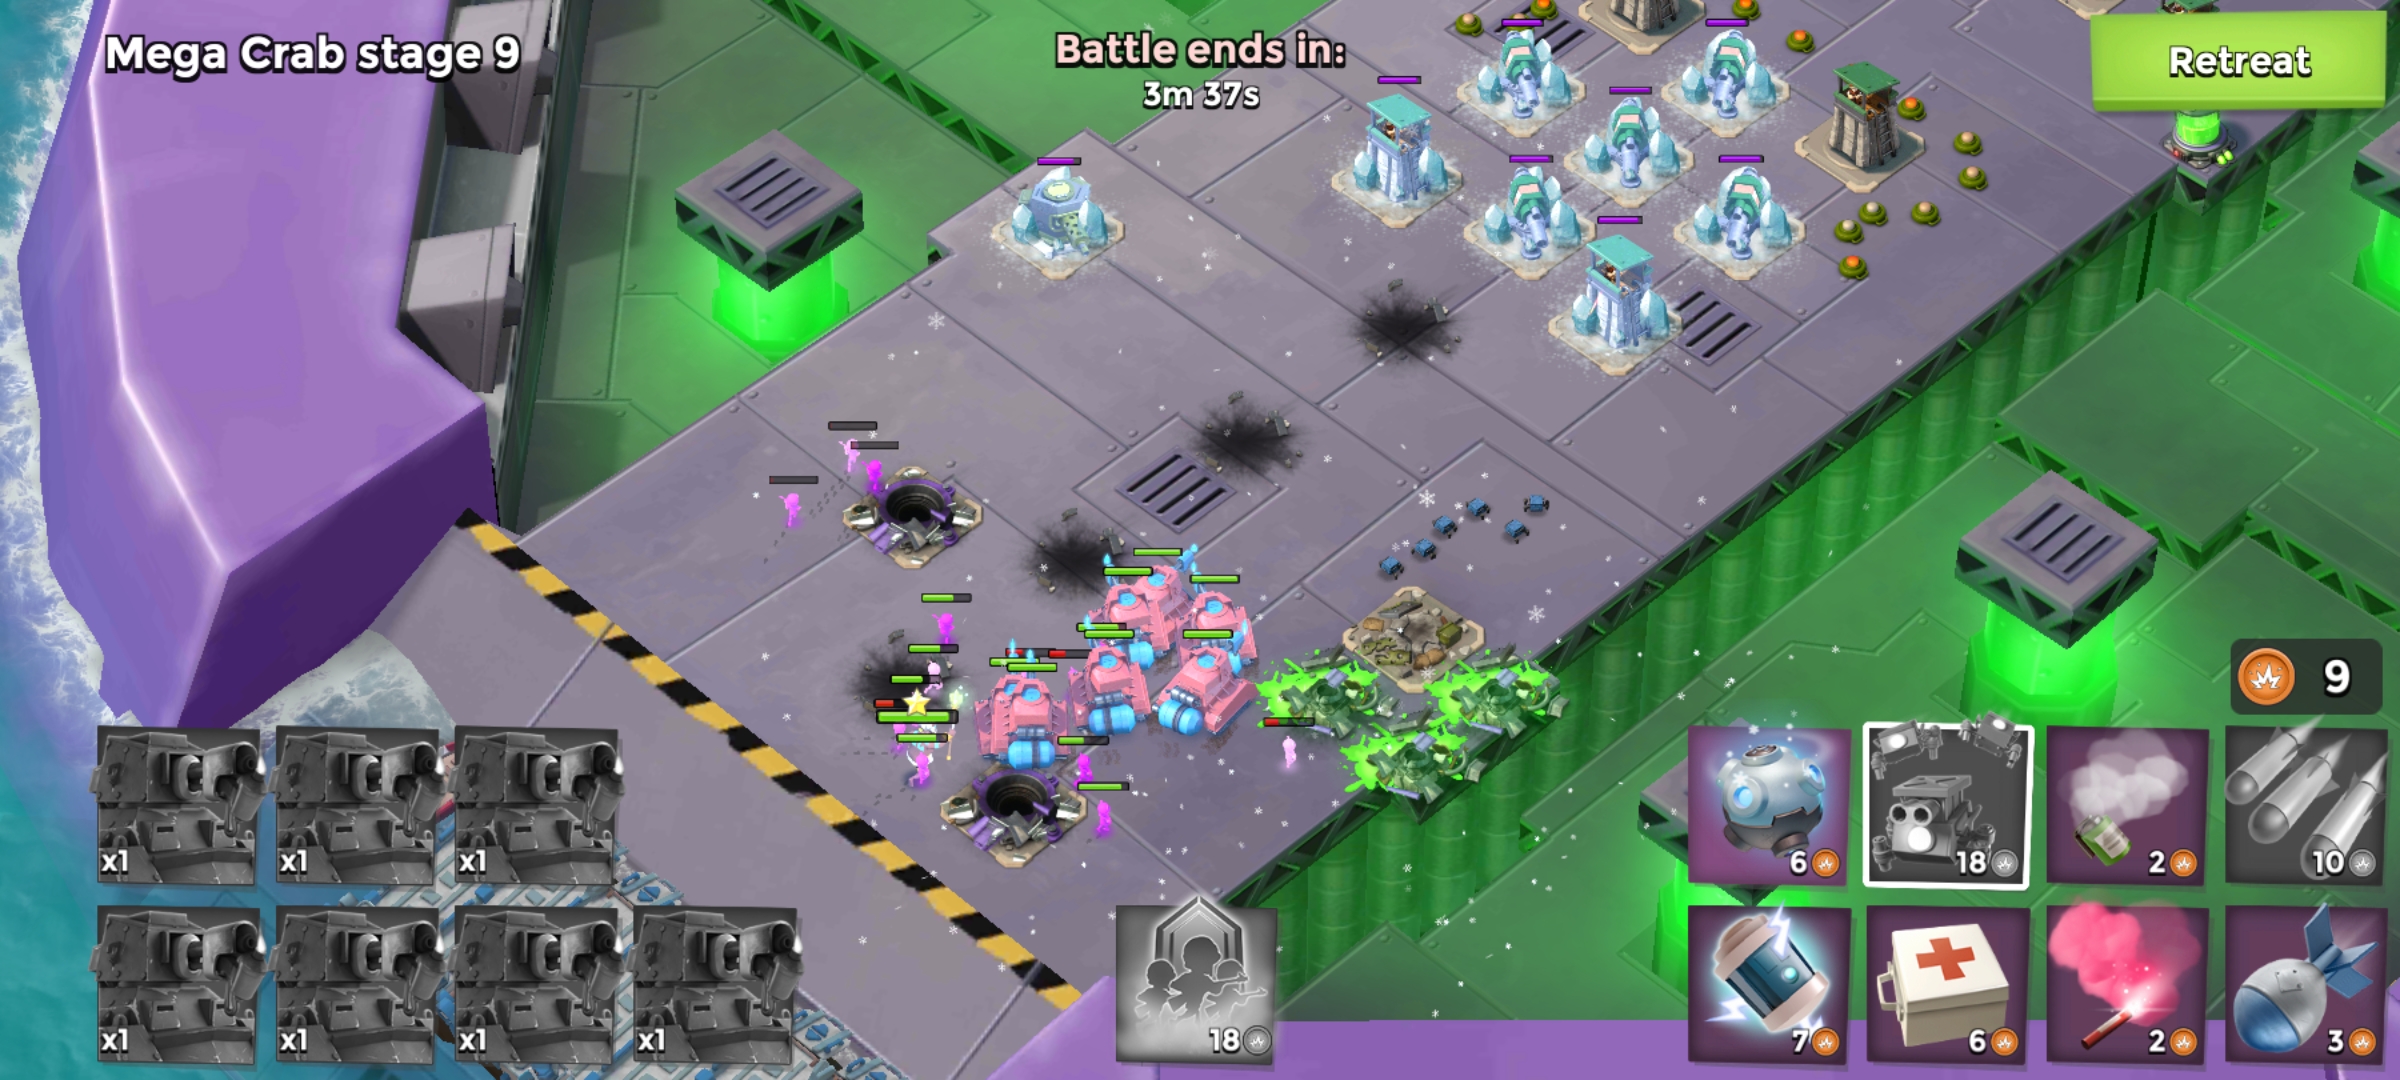 Mega Crab stage 9
Battle ends in:
3m 37s
Retreat
9
x1
x1
x1
6
18
2
10
x1
x1
x1
x1
18
7
6
2
3